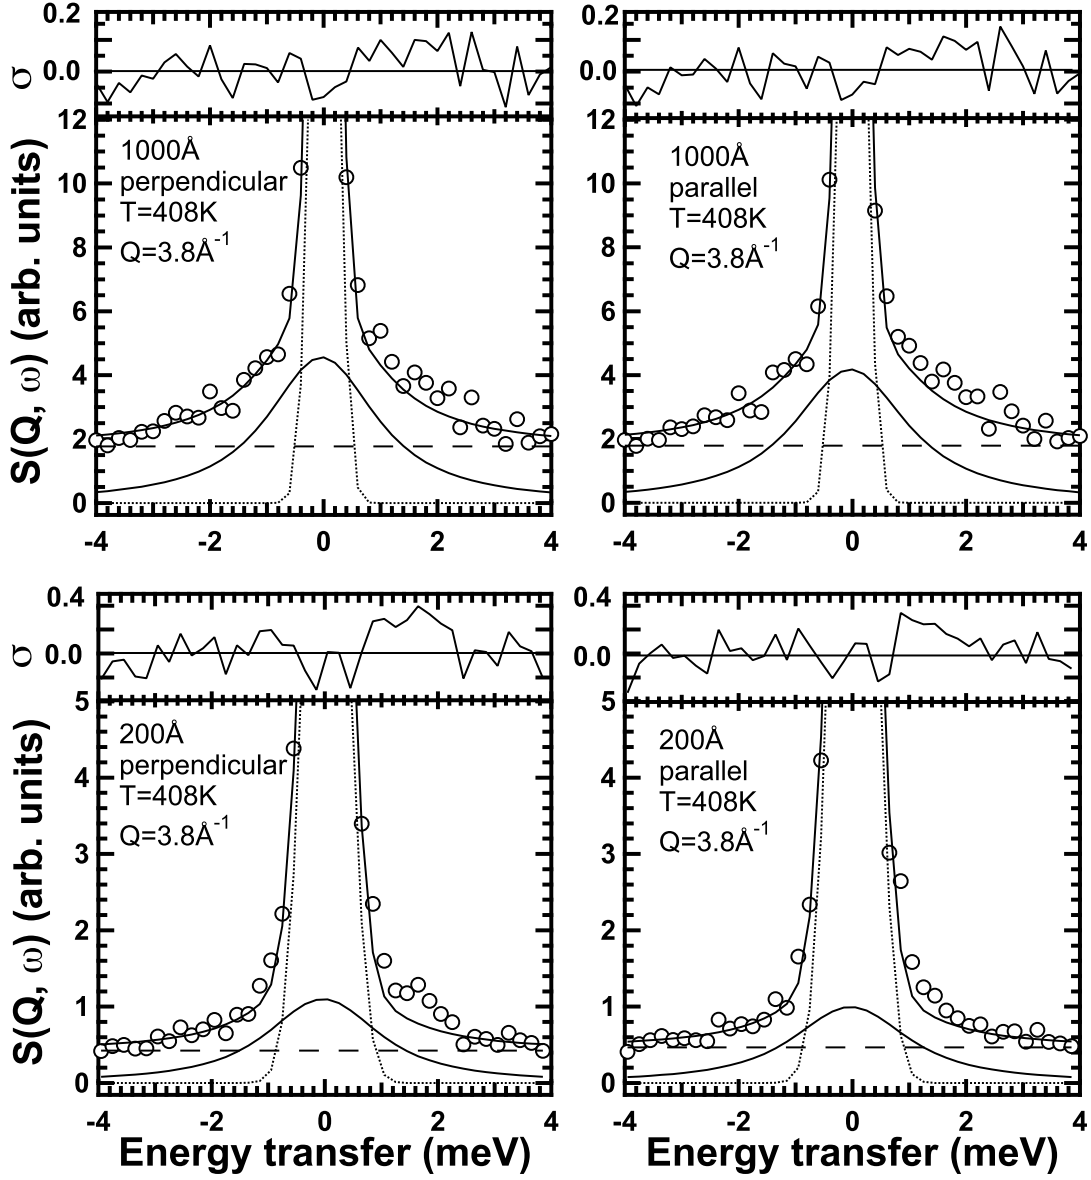 0.2
0.0
σ
12
10
8
6
4
2
0
S(Q, ω) (arb. units)
1000Å
perpendicular
T=408K
Q=3.8Å⁻¹
-4 -2 0 2 4
0.2
0.0
12
10
8
6
4
2
0
1000Å
parallel
T=408K
Q=3.8Å⁻¹
-4 -2 0 2 4
0.4
0.0
σ
5
4
3
2
1
0
S(Q, ω) (arb. units)
200Å
perpendicular
T=408K
Q=3.8Å⁻¹
-4 -2 0 2 4
Energy transfer (meV)
0.4
0.0
5
4
3
2
1
0
200Å
parallel
T=408K
Q=3.8Å⁻¹
-4 -2 0 2 4
Energy transfer (meV)